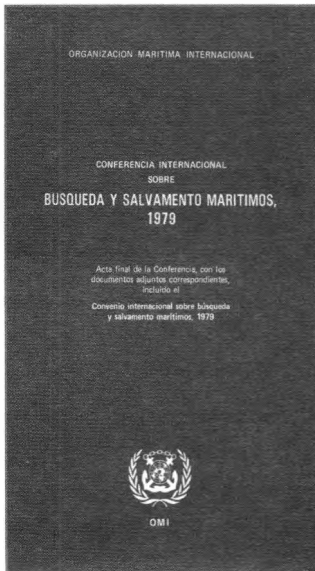 ORGANIZACION MARITIMA INTERNACIONAL
CONFERENCIA INTERNACIONAL
SOBRE
BUSQUEDA Y SALVAMENTO MARITIMOS,
1979
Acta final de la Conferencia, con los
documentos adjuntos correspondientes,
incluido el
Convenio internacional sobre búsqueda
y salvamento marítimos, 1979
OMI